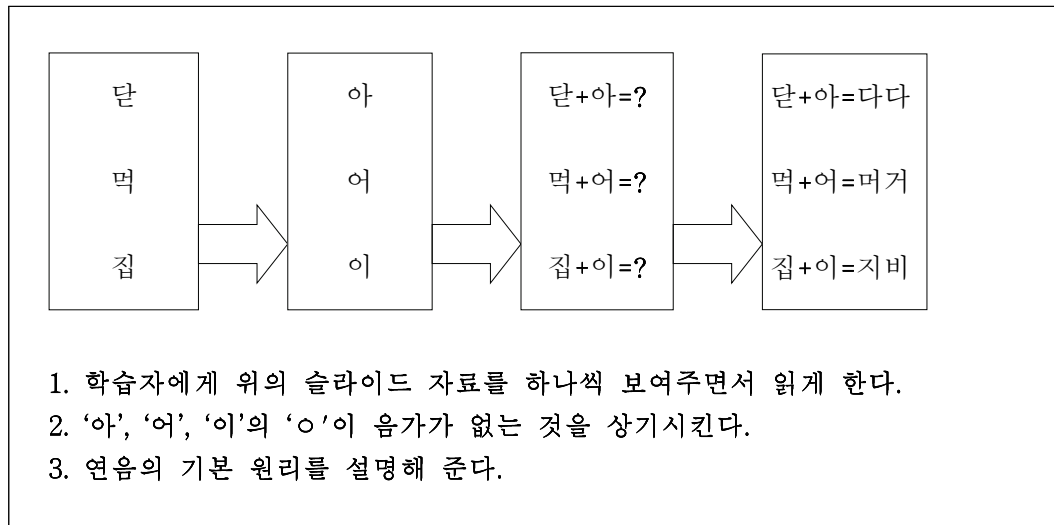 닫 아 닫+아=? 닫+아=다다
먹 어 먹+어=? 먹+어=머거
집 이 집+이=? 집+이=지비
1. 학습자에게 위의 슬라이드 자료를 하나씩 보여주면서 읽게 한다.
2. ‘아’, ‘어’, ‘이’의 ‘ㅇ’이 음가가 없는 것을 상기시킨다.
3. 연음의 기본 원리를 설명해 준다.